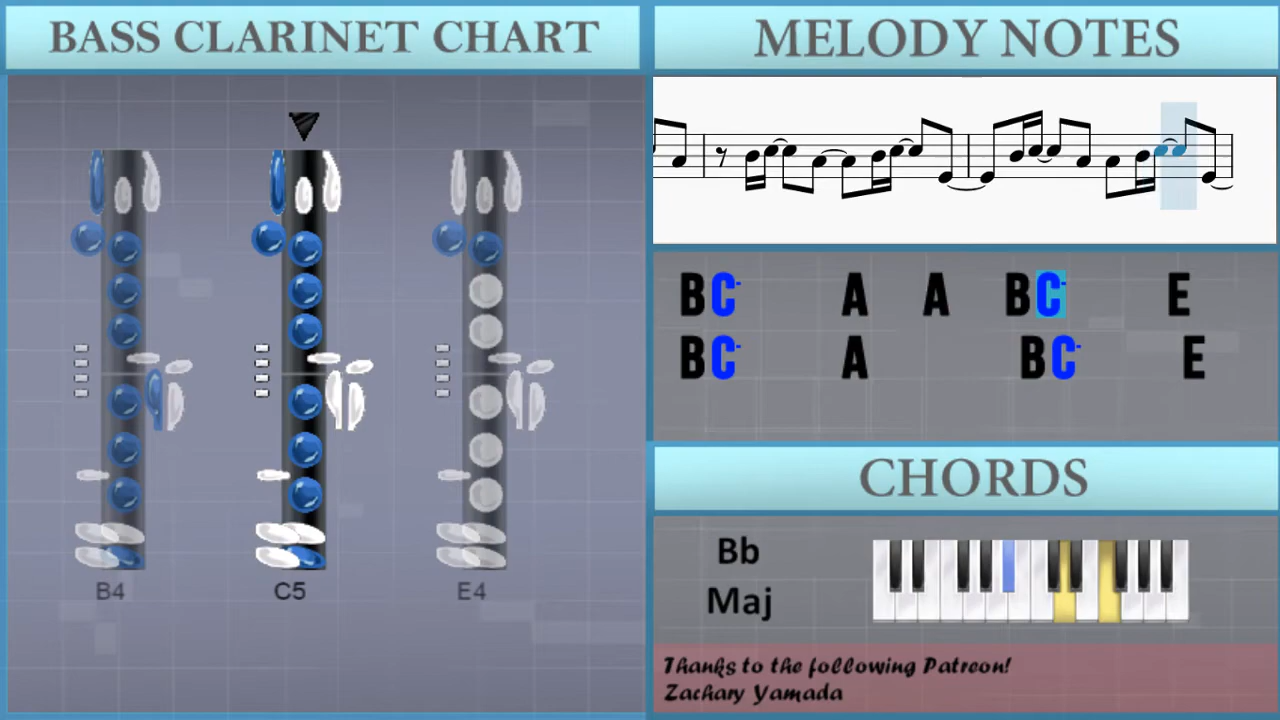 BASS CLARINET CHART
MELODY NOTES
BC- A A BC- E
BC- A BC- E
B4 C5 E4
CHORDS
Bb
Maj
Thanks to the following Patreon!
Zachary Yamada